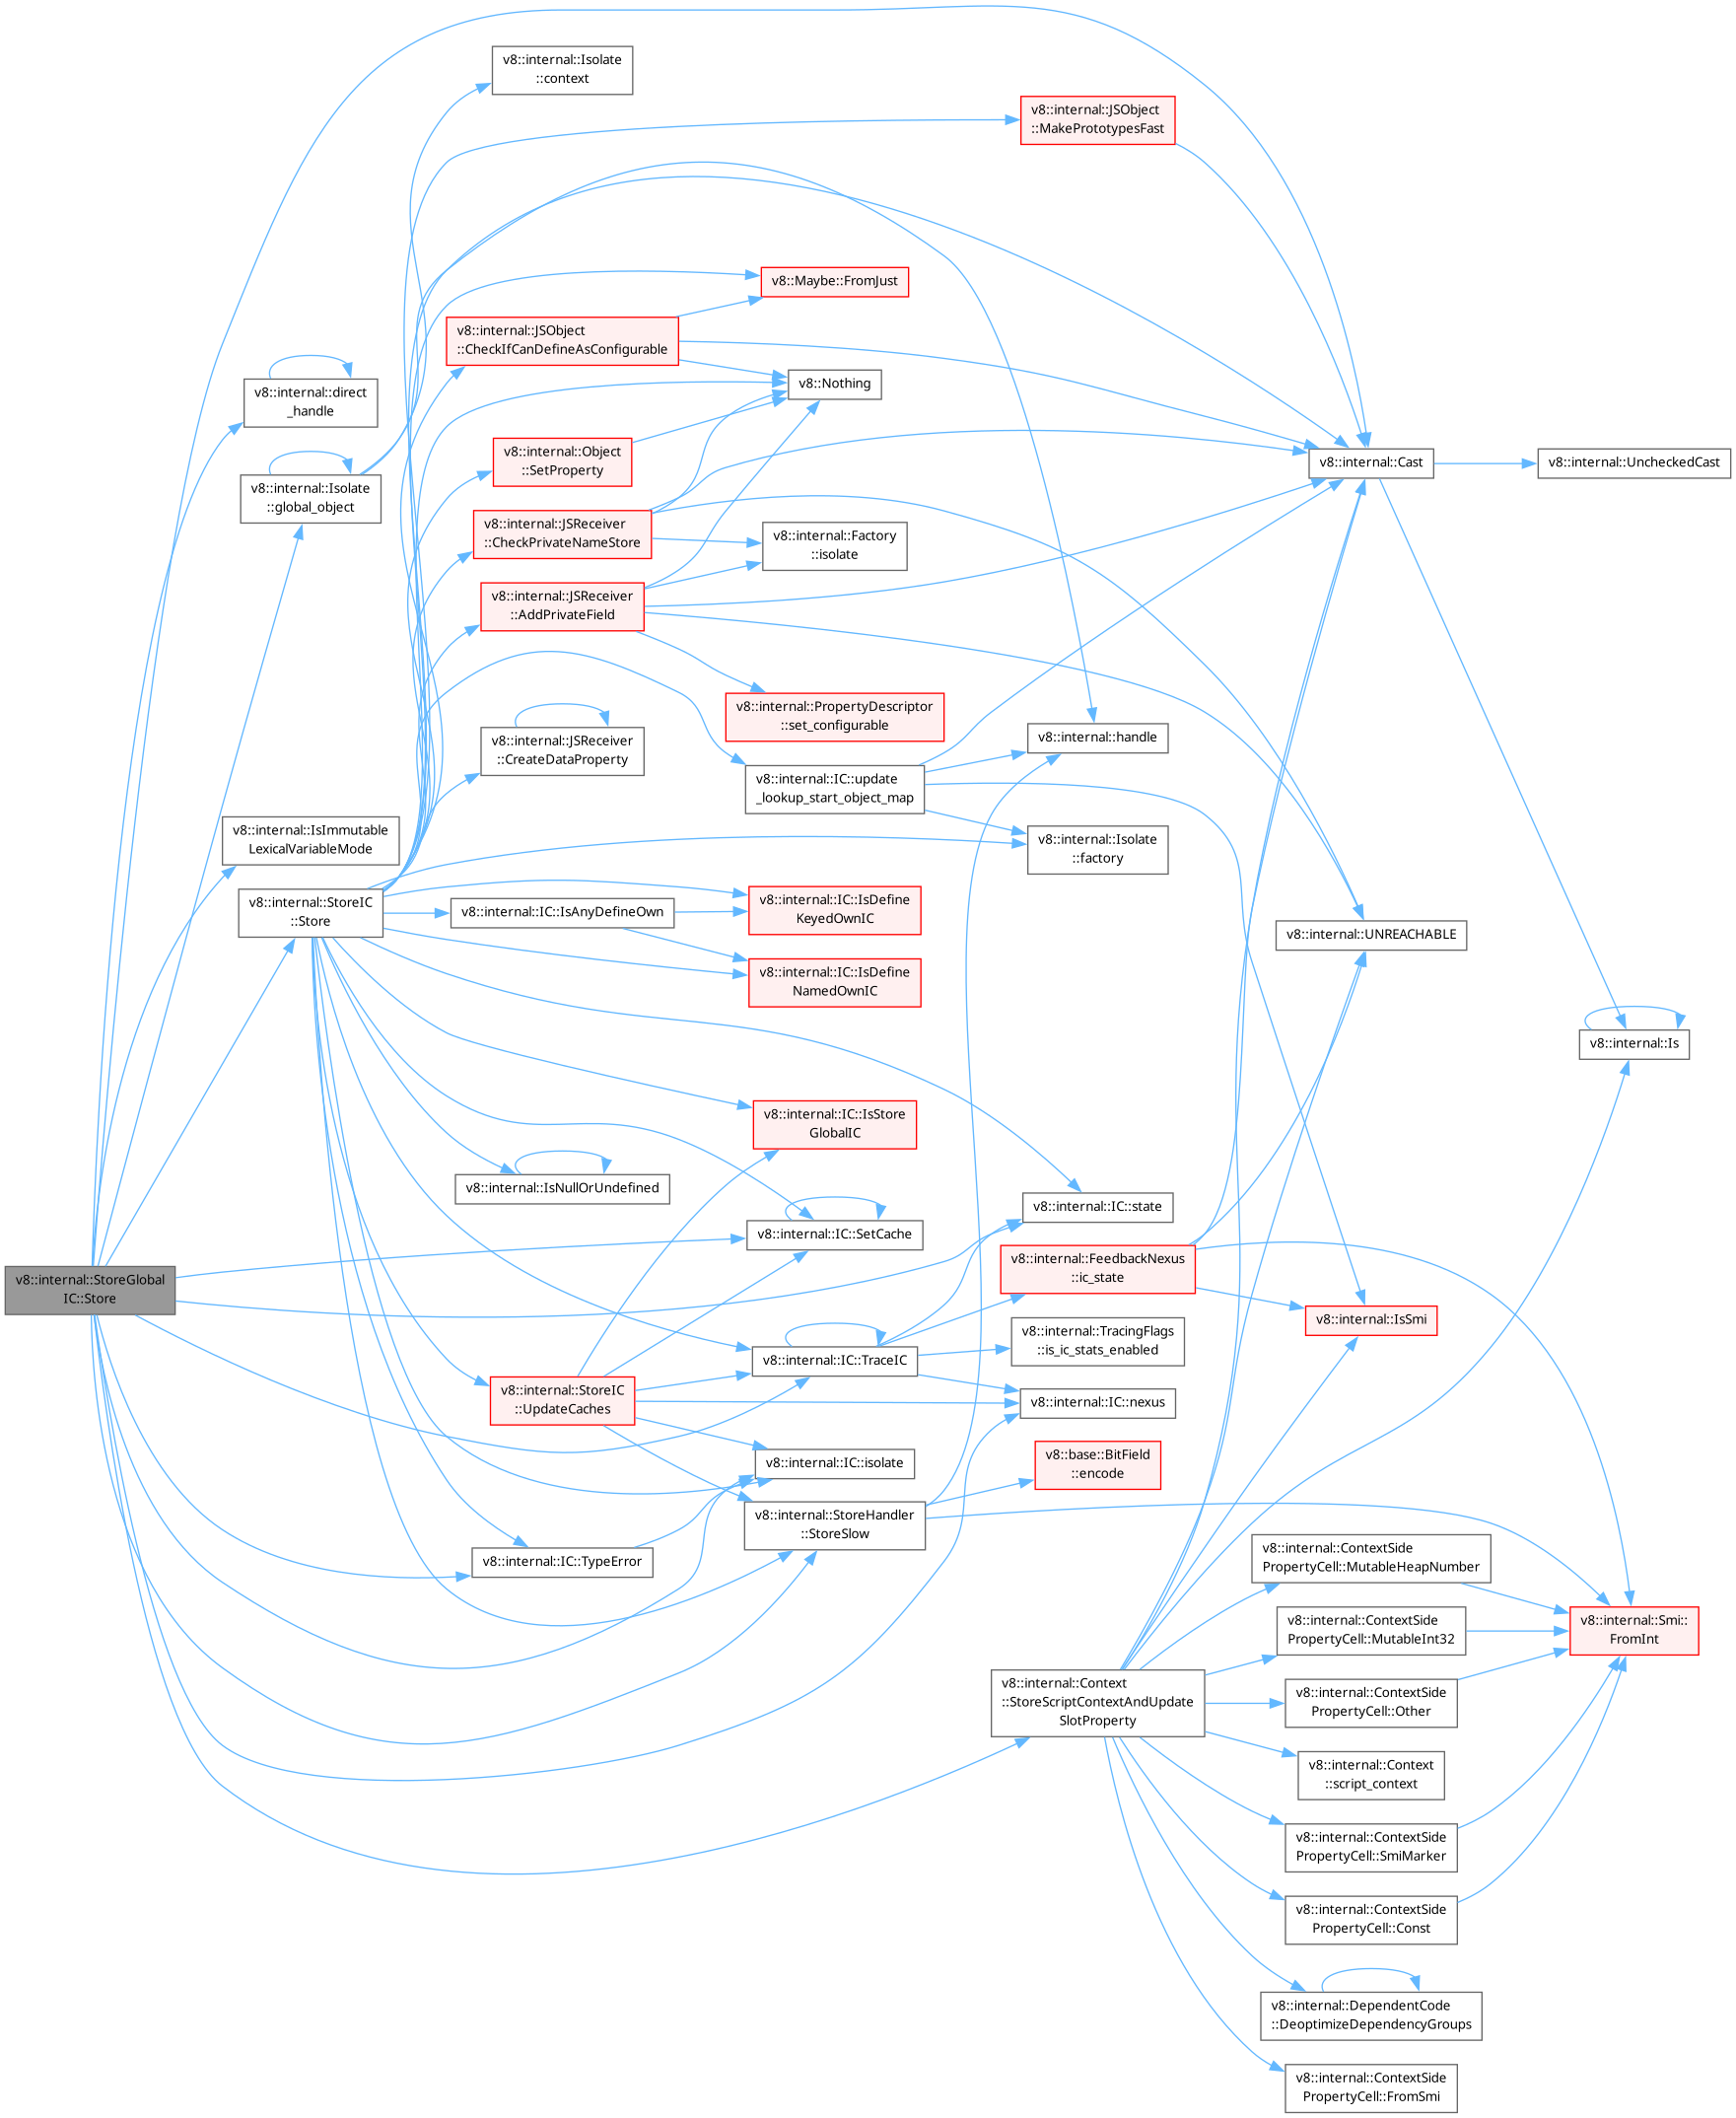 v8::internal::Isolate
::context
v8::internal::JSObject
::MakePrototypesFast
v8::Maybe::FromJust
v8::internal::JSObject
::CheckIfCanDefineAsConfigurable
v8::internal::direct
_handle
v8::Nothing
v8::internal::Object
::SetProperty
v8::internal::Cast
v8::internal::UncheckedCast
v8::internal::Isolate
::global_object
v8::internal::JSReceiver
::CheckPrivateNameStore
v8::internal::Factory
::isolate
v8::internal::JSReceiver
::AddPrivateField
v8::internal::PropertyDescriptor
::set_configurable
v8::internal::JSReceiver
::CreateDataProperty
v8::internal::handle
v8::internal::IC::update
_lookup_start_object_map
v8::internal::IsImmutable
LexicalVariableMode
v8::internal::Isolate
::factory
v8::internal::StoreIC
::Store
v8::internal::IC::IsAnyDefineOwn
v8::internal::IC::IsDefine
KeyedOwnIC
v8::internal::UNREACHABLE
v8::internal::IC::IsDefine
NamedOwnIC
v8::internal::Is
v8::internal::IC::IsStore
GlobalIC
v8::internal::IsNullOrUndefined
v8::internal::IC::state
v8::internal::IC::SetCache
v8::internal::StoreGlobal
IC::Store
v8::internal::FeedbackNexus
::ic_state
v8::internal::IsSmi
v8::internal::TracingFlags
::is_ic_stats_enabled
v8::internal::IC::TraceIC
v8::internal::StoreIC
::UpdateCaches
v8::internal::IC::nexus
v8::internal::IC::isolate
v8::base::BitField
::encode
v8::internal::StoreHandler
::StoreSlow
v8::internal::IC::TypeError
v8::internal::ContextSide
PropertyCell::MutableHeapNumber
v8::internal::ContextSide
PropertyCell::MutableInt32
v8::internal::Smi::
FromInt
v8::internal::Context
::StoreScriptContextAndUpdate
SlotProperty
v8::internal::ContextSide
PropertyCell::Other
v8::internal::Context
::script_context
v8::internal::ContextSide
PropertyCell::SmiMarker
v8::internal::ContextSide
PropertyCell::Const
v8::internal::DependentCode
::DeoptimizeDependencyGroups
v8::internal::ContextSide
PropertyCell::FromSmi